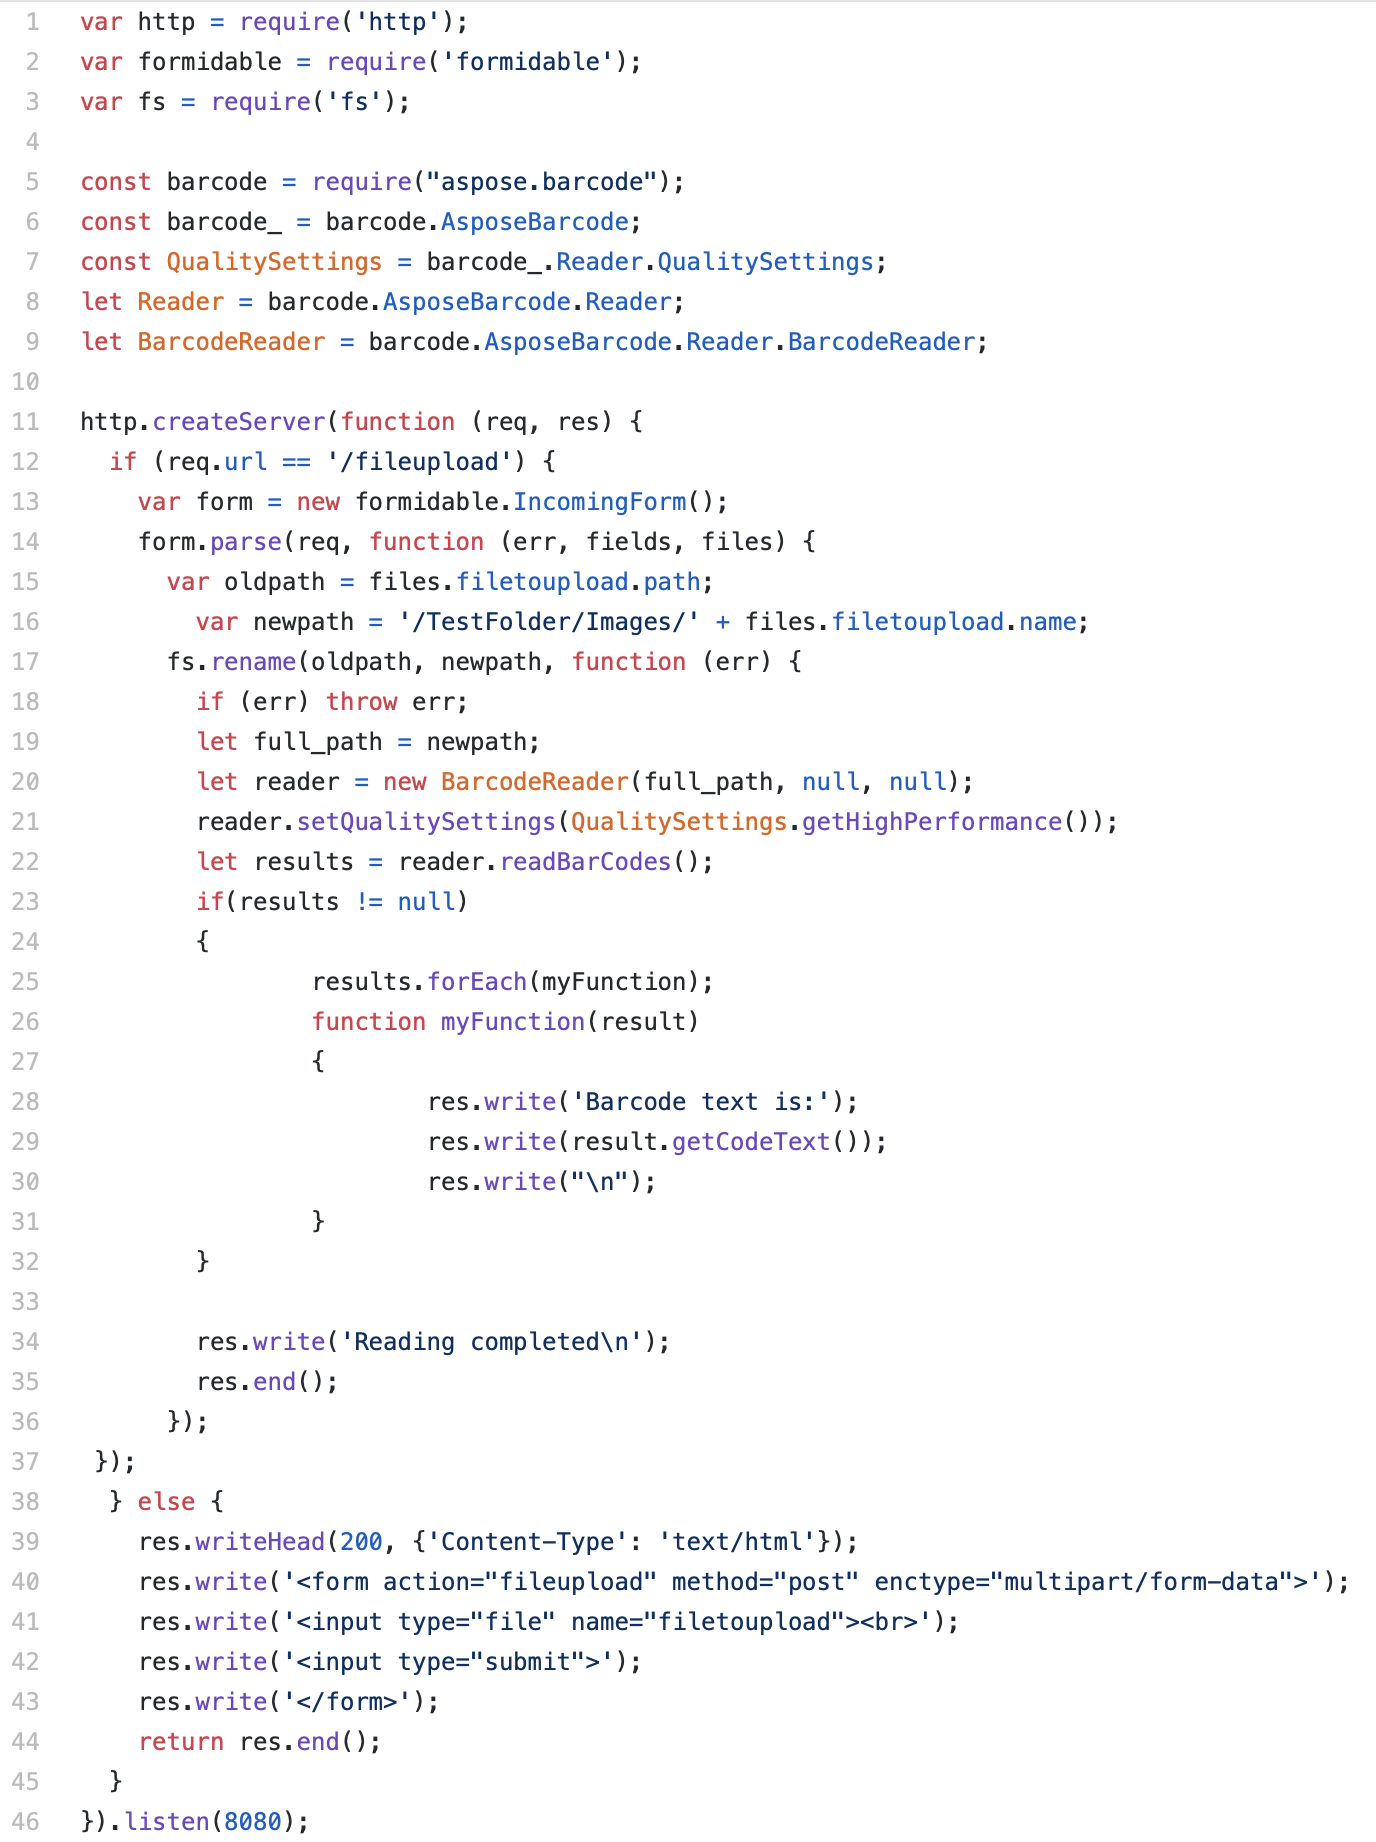 1 var http = require('http');
2 var formidable = require('formidable');
3 var fs = require('fs');
4
5 const barcode = require("aspose.barcode");
6 const barcode_ = barcode.AsposeBarcode;
7 const QualitySettings = barcode_.Reader.QualitySettings;
8 let Reader = barcode.AsposeBarcode.Reader;
9 let BarcodeReader = barcode.AsposeBarcode.Reader.BarcodeReader;
10
11 http.createServer(function (req, res) {
12   if (req.url == '/fileupload') {
13     var form = new formidable.IncomingForm();
14     form.parse(req, function (err, fields, files) {
15       var oldpath = files.filetoupload.path;
16         var newpath = '/TestFolder/Images/' + files.filetoupload.name;
17       fs.rename(oldpath, newpath, function (err) {
18         if (err) throw err;
19         let full_path = newpath;
20         let reader = new BarcodeReader(full_path, null, null);
21         reader.setQualitySettings(QualitySettings.getHighPerformance());
22         let results = reader.readBarCodes();
23         if(results != null)
24         {
25                 results.forEach(myFunction);
26                 function myFunction(result)
27                 {
28                         res.write('Barcode text is:');
29                         res.write(result.getCodeText());
30                         res.write("\n");
31                 }
32         }
33
34         res.write('Reading completed\n');
35         res.end();
36       });
37  });
38   } else {
39     res.writeHead(200, {'Content-Type': 'text/html'});
40     res.write('<form action="fileupload" method="post" enctype="multipart/form-data">');
41     res.write('<input type="file" name="filetoupload"><br>');
42     res.write('<input type="submit">');
43     res.write('</form>');
44     return res.end();
45   }
46 }).listen(8080);